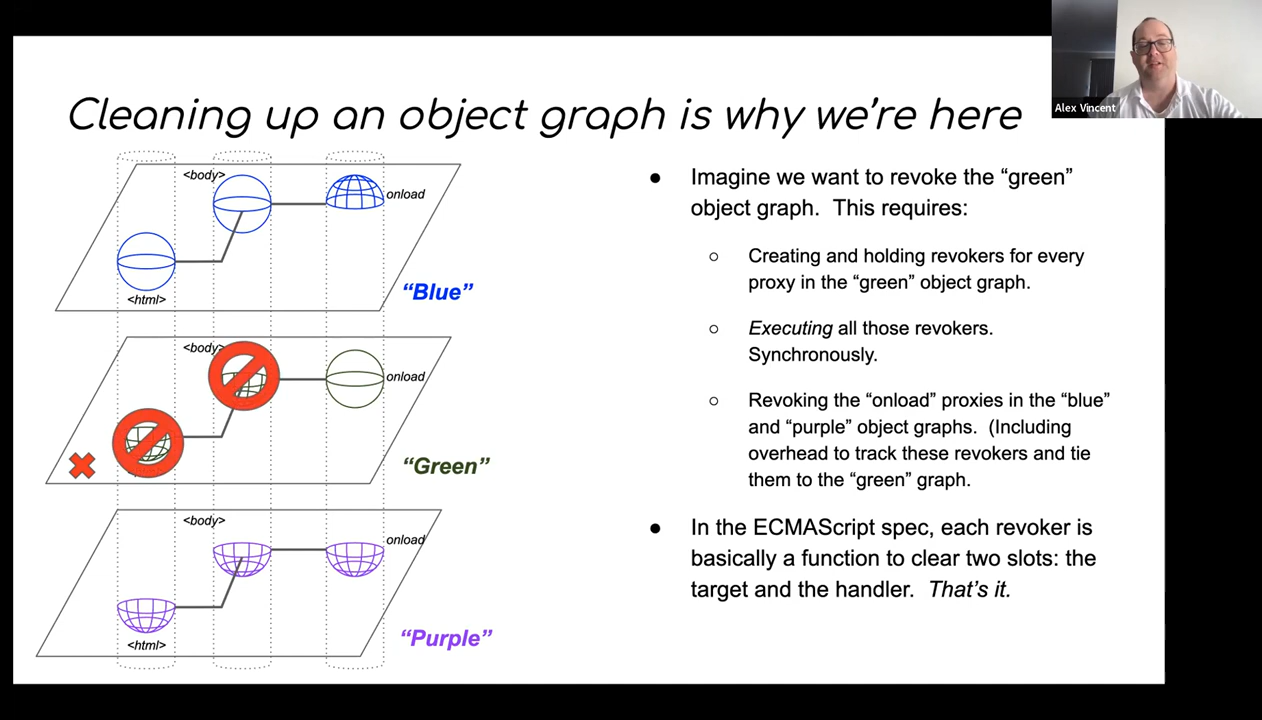 Alex Vincent
Cleaning up an object graph is why we're here
<body>
onload
<html>
“Blue”
<body>
onload
“Green”
<body>
onload
<html>
“Purple”
● Imagine we want to revoke the “green”
object graph. This requires:
○ Creating and holding revokers for every
proxy in the “green” object graph.
○ Executing all those revokers.
Synchronously.
○ Revoking the “onload” proxies in the “blue”
and “purple” object graphs. (Including
overhead to track these revokers and tie
them to the “green” graph.
● In the ECMAScript spec, each revoker is
basically a function to clear two slots: the
target and the handler. That’s it.